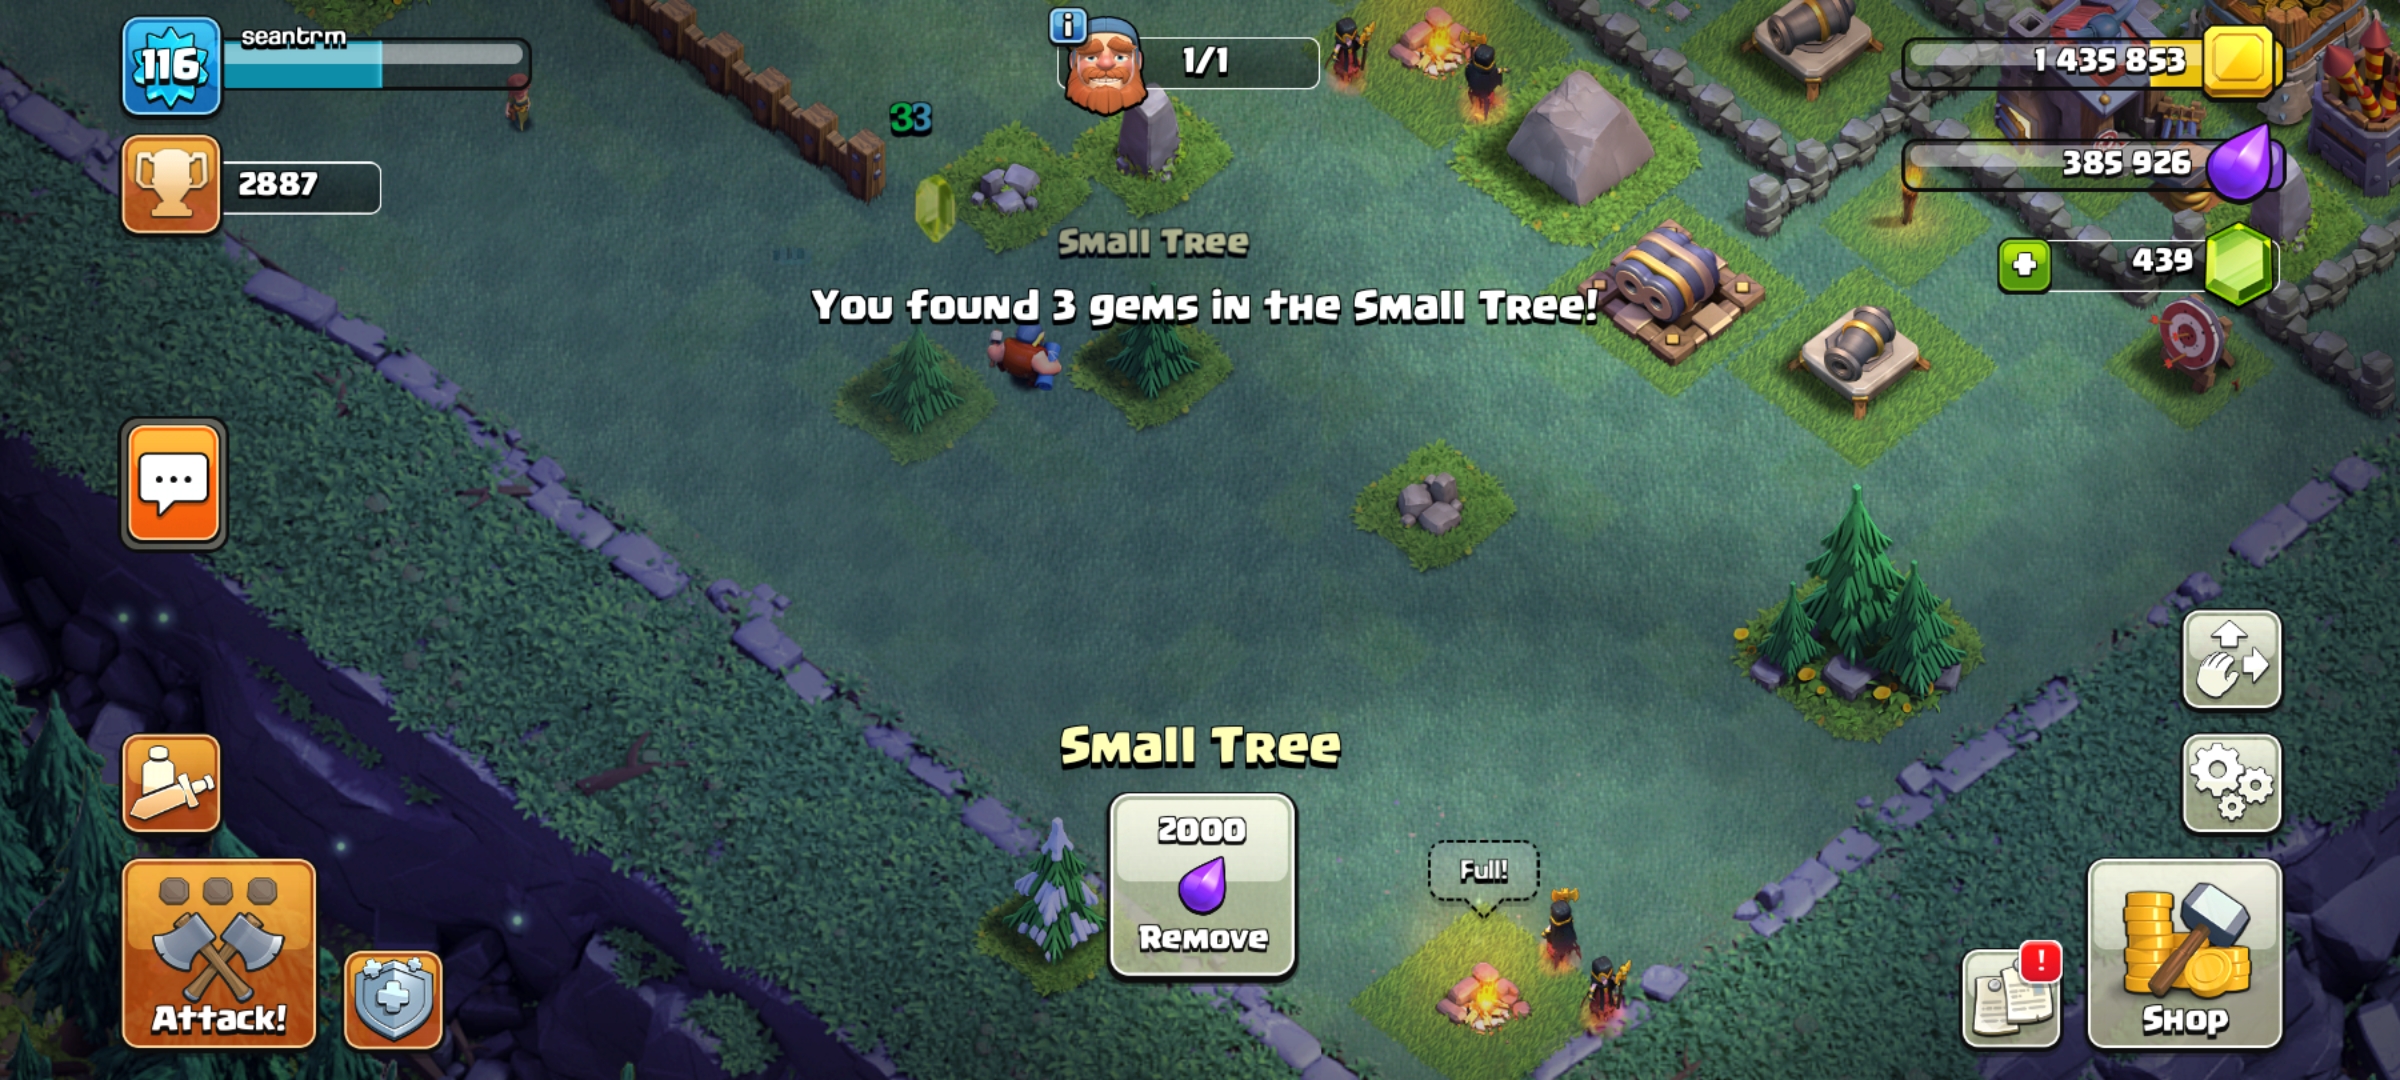 116
seantrm
1/1
1 435 853
33
385 926
2887
Small Tree
439
You found 3 gems in the Small Tree!
Small Tree
2000
Full!
Remove
Attack!
!
Shop